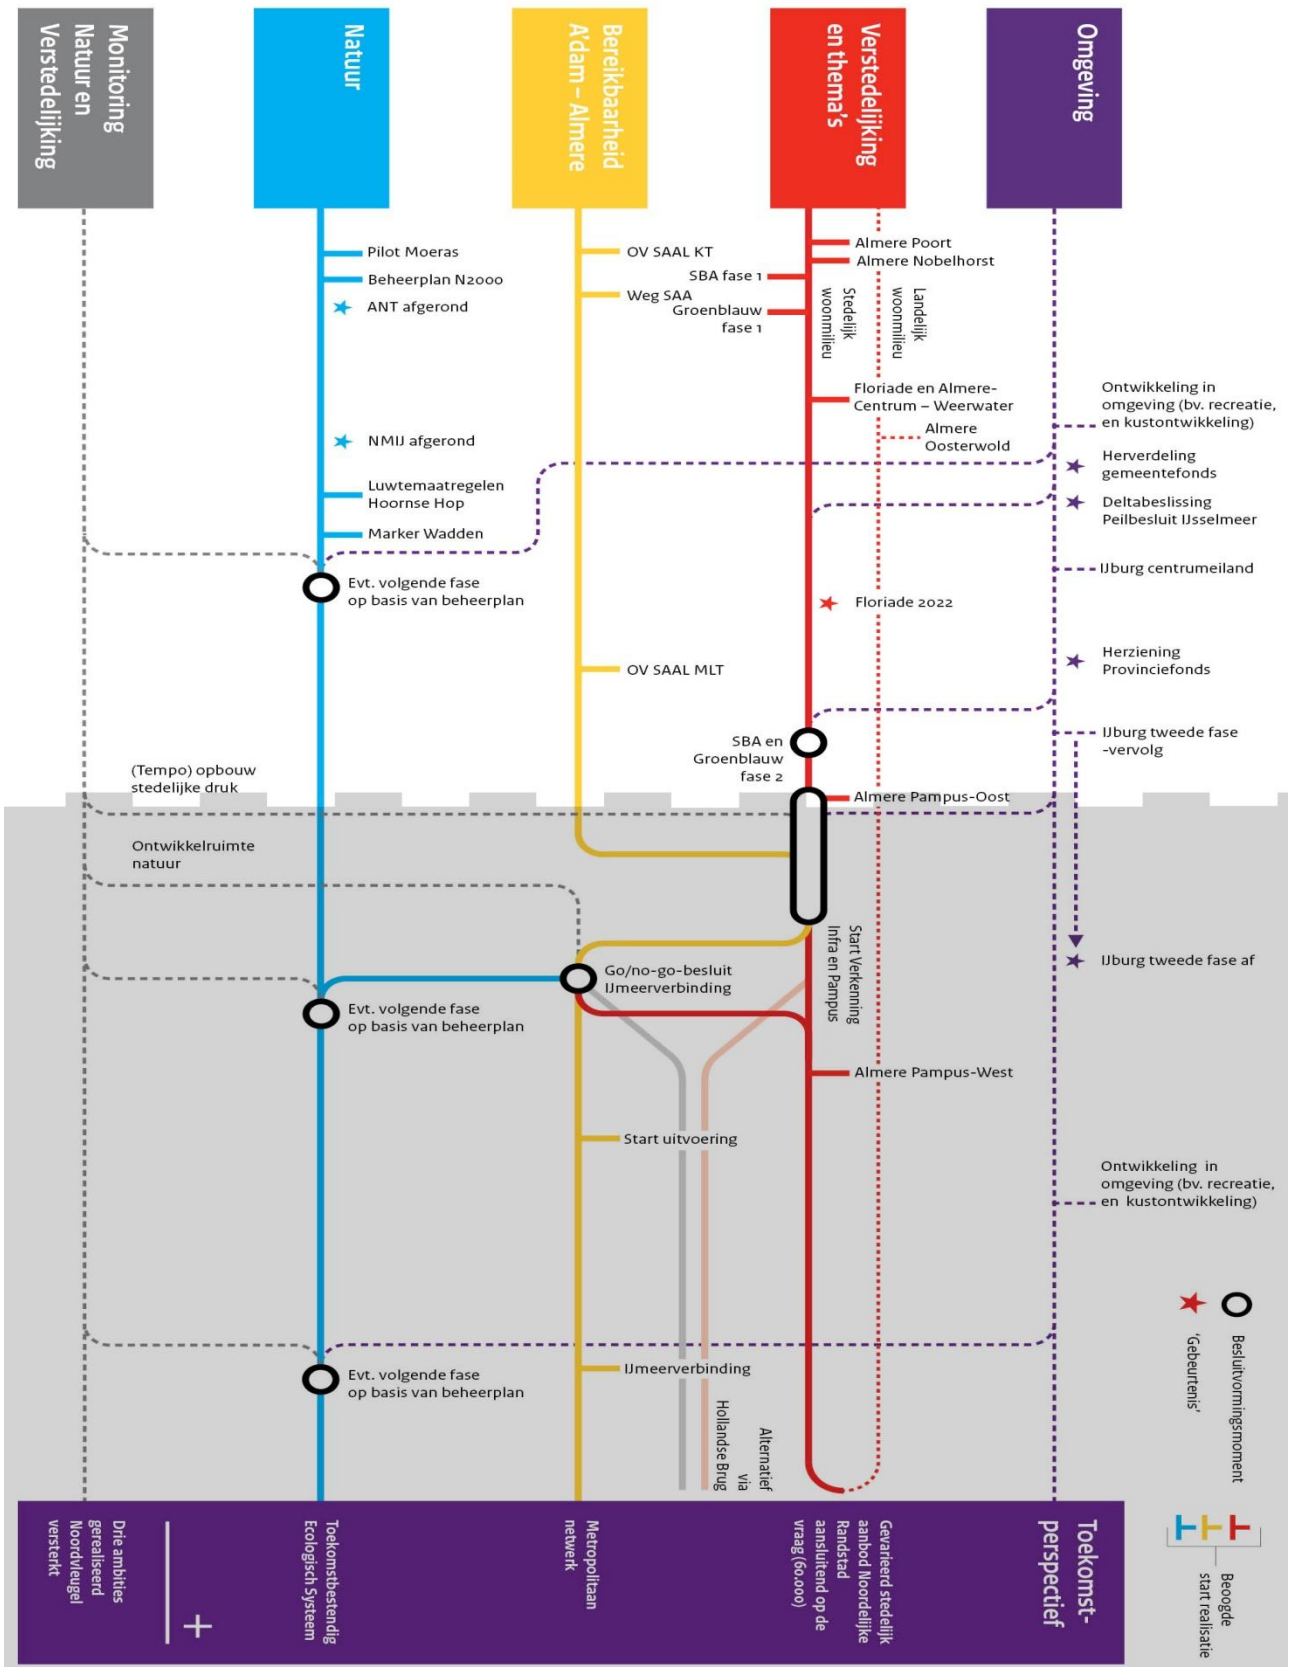 Monitoring
Natuur en
Verstedelijking
Natuur
Bereikbaarheid
A'dam – Almere
Verstedelijking
en thema's
Omgeving
Pilot Moeras
Beheerplan N2000
ANT afgerond
NMIJ afgerond
Luwtemaatregelen
Hoornse Hop
Marker Wadden
Evt. volgende fase
op basis van beheerplan
OV SAAL KT
Weg SAA
OV SAAL MLT
SBA fase 1
Groenblauw
fase 1
Almere Poort
Almere Nobelhorst
Stedelijk
woonmilieu
Landelijk
woonmilieu
Floriade en Almere-
Centrum – Weerwater
Almere
Oosterwold
Floriade 2022
SBA en
Groenblauw
fase 2
Almere Pampus-Oost
Ontwikkeling in
omgeving (bv. recreatie,
en kustontwikkeling)
Herverdeling
gemeentefonds
Deltabeslissing
Peilbesluit IJsselmeer
IJburg centrumeiland
Herziening
Provinciefonds
IJburg tweede fase
-vervolg
IJburg tweede fase af
(Tempo) opbouw
stedelijke druk
Ontwikkelruimte
natuur
Go/no-go-besluit
IJmeerverbinding
Start Verkenning
Infra en Pampus
Evt. volgende fase
op basis van beheerplan
Almere Pampus-West
Start uitvoering
Ontwikkeling in
omgeving (bv. recreatie,
en kustontwikkeling)
Evt. volgende fase
op basis van beheerplan
IJmeerverbinding
Alternatief
via
Hollandse Brug
Besluitvormingsmoment
'Gebeurtenis'
Beoogde
start realisatie
Toekomst-
perspectief
Gevarieerd stedelijk
aanbod Noordelijke
Randstad
aansluitend op de
vraag (60.000)
Metropolitaan
netwerk
Toekomstbestendig
Ecologisch Systeem
+
Drie ambities
gerealiseerd
Noordvleugel
versterkt